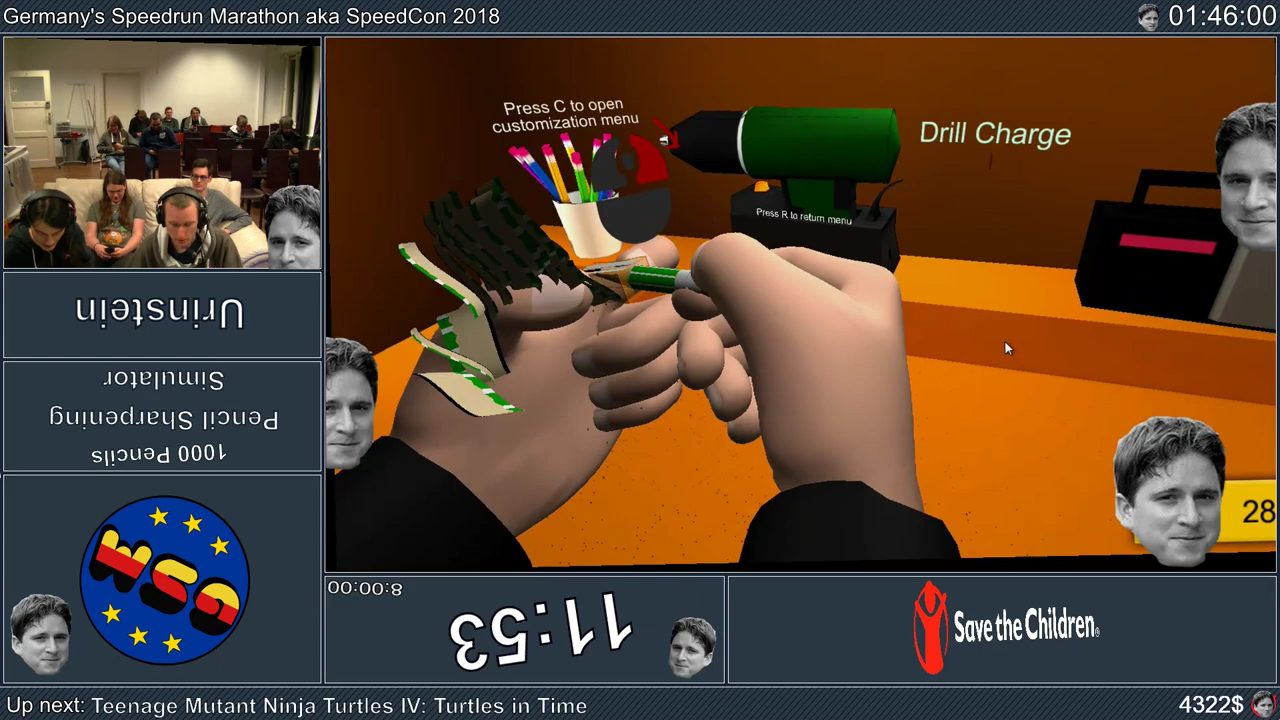 Germany's Speedrun Marathon aka SpeedCon 2018
01:46:00
Press C to open
customization menu
Drill Charge
Press R to return menu
Urinstein
1000 Pencils
Pencil Sharpening
Simulator
28
GSM
8:00:00
11:53
Save the Children®
Up next: Teenage Mutant Ninja Turtles IV: Turtles in Time
4322$